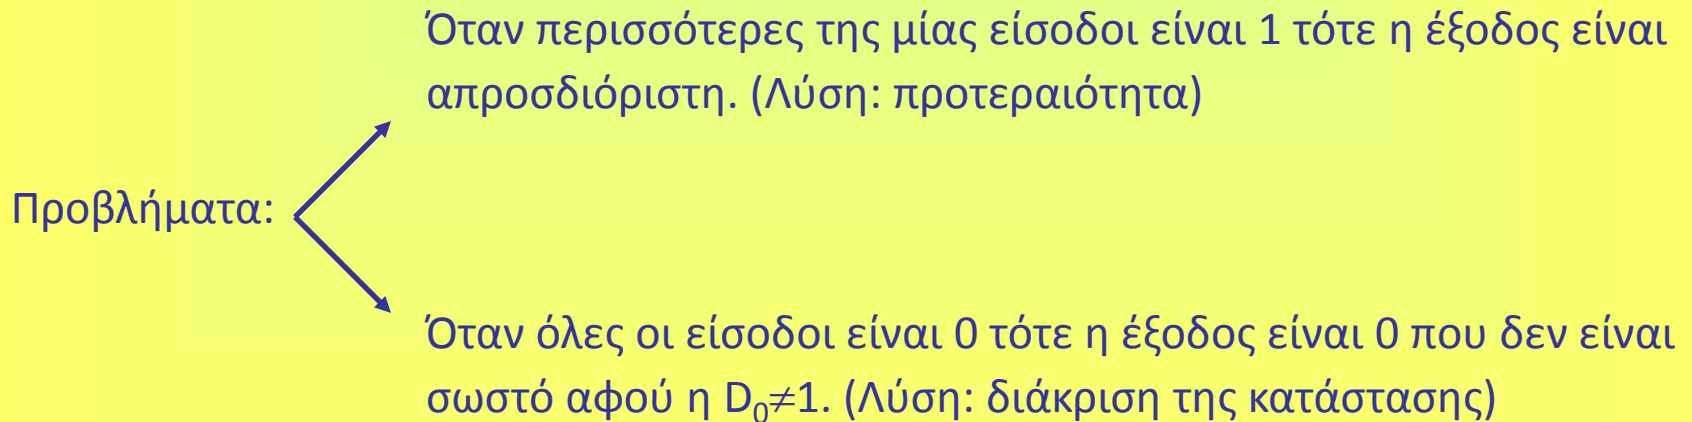 Όταν περισσότερες της μίας είσοδοι είναι 1 τότε η έξοδος είναι
απροσδιόριστη. (Λύση: προτεραιότητα)
Προβλήματα:
Όταν όλες οι είσοδοι είναι 0 τότε η έξοδος είναι 0 που δεν είναι
σωστό αφού η D₀≠1. (Λύση: διάκριση της κατάστασης)